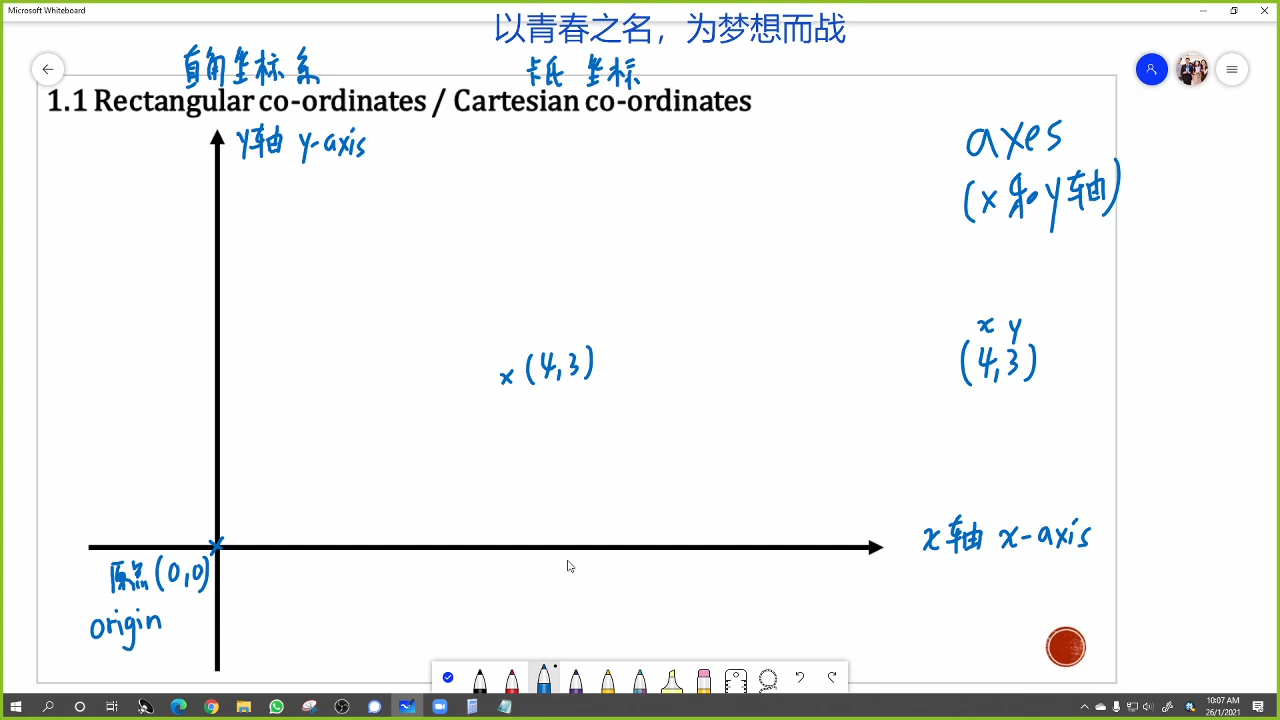 Microsoft Whiteboard
以青春之名，为梦想而战
直角坐标系 卡氏 坐标
1.1 Rectangular co-ordinates / Cartesian co-ordinates
y轴 y-axis
axes
(x 和 y 轴)
x y
x (4,3)
(4,3)
x轴 x-axis
原点 (0,0)
origin
10:07 AM
26/1/2021